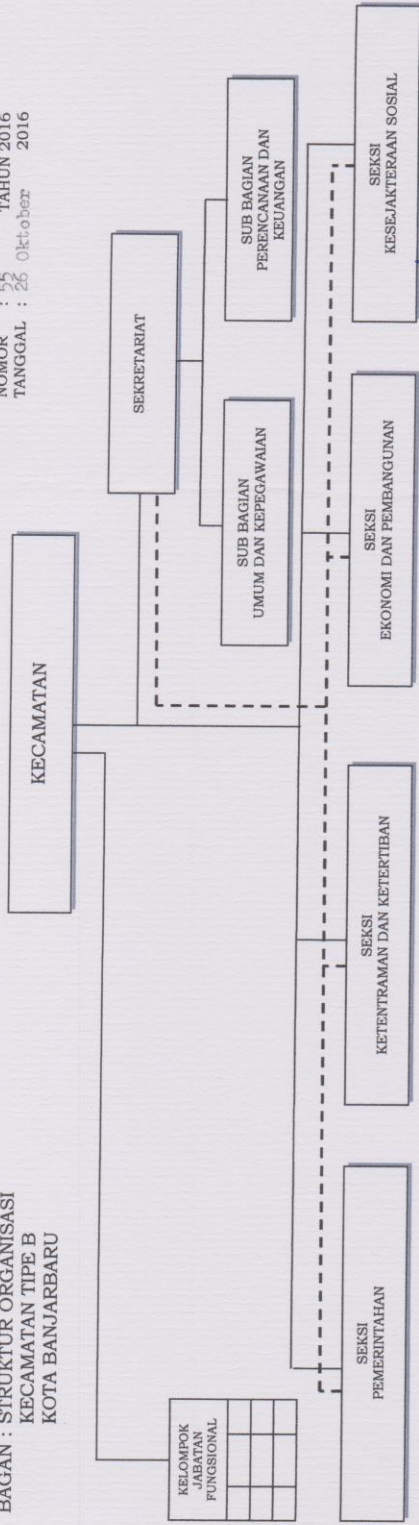 BAGAN : STRUKTUR ORGANISASI
KECAMATAN TIPE B
KOTA BANJARBARU
NOMOR : 55 TAHUN 2016
TANGGAL : 26 Oktober 2016
KECAMATAN
KELOMPOK
JABATAN
FUNGSIONAL
SEKRETARIAT
SUB BAGIAN
UMUM DAN KEPEGAWAIAN
SUB BAGIAN
PERENCANAAN DAN
KEUANGAN
SEKSI
PEMERINTAHAN
SEKSI
KETENTRAMAN DAN KETERTIBAN
SEKSI
EKONOMI DAN PEMBANGUNAN
SEKSI
KESEJAKTERAAN SOSIAL